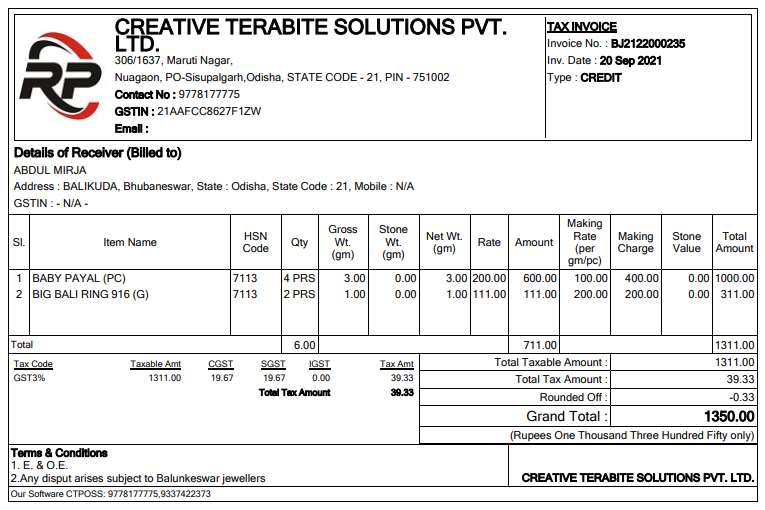 RP
CREATIVE TERABITE SOLUTIONS PVT.
LTD.
306/1637, Maruti Nagar,
Nuagaon, PO-Sisupalgarh,Odisha, STATE CODE - 21, PIN - 751002
Contact No : 9778177775
GSTIN : 21AAFCC8627F1ZW
Email :
TAX INVOICE
Invoice No. : BJ2122000235
Inv. Date : 20 Sep 2021
Type : CREDIT
Details of Receiver (Billed to)
ABDUL MIRJA
Address : BALIKUDA, Bhubaneswar, State : Odisha, State Code : 21, Mobile : N/A
GSTIN : - N/A -
Sl. Item Name HSN Code Qty Gross Wt. (gm) Stone Wt. (gm) Net Wt. (gm) Rate Amount Making Rate (per gm/pc) Making Charge Stone Value Total Amount
1 BABY PAYAL (PC) 7113 4 PRS 3.00 0.00 3.00 200.00 600.00 100.00 400.00 0.00 1000.00
2 BIG BALI RING 916 (G) 7113 2 PRS 1.00 0.00 1.00 111.00 111.00 200.00 200.00 0.00 311.00
Total 6.00 711.00 1311.00
Tax Code Taxable Amt CGST SGST IGST Tax Amt
GST3% 1311.00 19.67 19.67 0.00 39.33
Total Tax Amount 39.33
Total Taxable Amount : 1311.00
Total Tax Amount : 39.33
Rounded Off : -0.33
Grand Total : 1350.00
(Rupees One Thousand Three Hundred Fifty only)
Terms & Conditions
1. E. & O.E.
2.Any disput arises subject to Balunkeswar jewellers
CREATIVE TERABITE SOLUTIONS PVT. LTD.
Our Software CTPOSS: 9778177775,9337422373